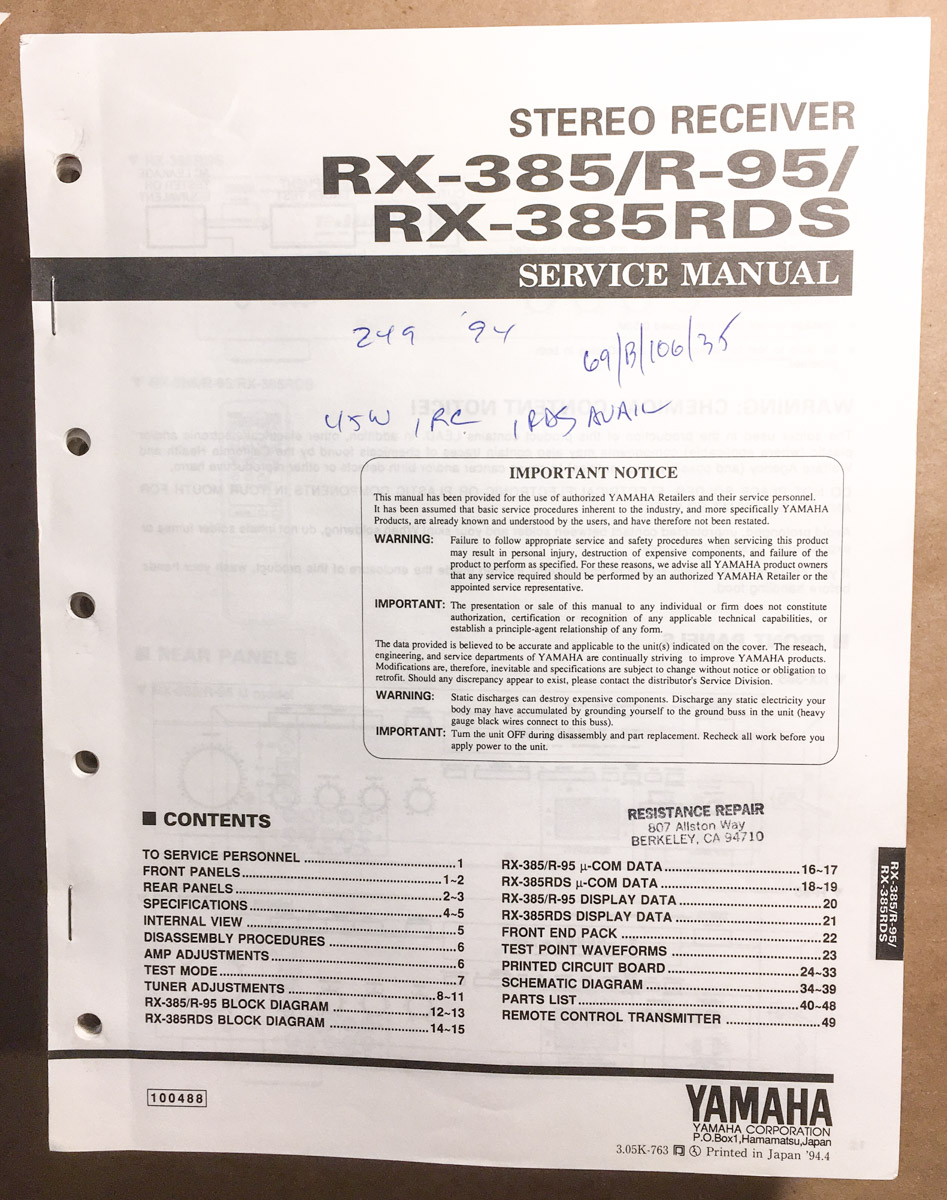 STEREO RECEIVER
RX-385/R-95/
RX-385RDS
SERVICE MANUAL
249 '94
69/B/106/35
45W , RC , RDS AVAIL
IMPORTANT NOTICE
This manual has been provided for the use of authorized YAMAHA Retailers and their service personnel.
It has been assumed that basic service procedures inherent to the industry, and more specifically YAMAHA
Products, are already known and understood by the users, and have therefore not been restated.
WARNING: Failure to follow appropriate service and safety procedures when servicing this product
may result in personal injury, destruction of expensive components, and failure of the
product to perform as specified. For these reasons, we advise all YAMAHA product owners
that any service required should be performed by an authorized YAMAHA Retailer or the
appointed service representative.
IMPORTANT: The presentation or sale of this manual to any individual or firm does not constitute
authorization, certification or recognition of any applicable technical capabilities, or
establish a principle-agent relationship of any form.
The data provided is believed to be accurate and applicable to the unit(s) indicated on the cover. The reseach,
engineering, and service departments of YAMAHA are continually striving to improve YAMAHA products.
Modifications are, therefore, inevitable and specifications are subject to change without notice or obligation to
retrofit. Should any discrepancy appear to exist, please contact the distributor's Service Division.
WARNING: Static discharges can destroy expensive components. Discharge any static electricity your
body may have accumulated by grounding yourself to the ground buss in the unit (heavy
gauge black wires connect to this buss).
IMPORTANT: Turn the unit OFF during disassembly and part replacement. Recheck all work before you
apply power to the unit.
RESISTANCE REPAIR
807 Allston Way
BERKELEY, CA 94710
■ CONTENTS
TO SERVICE PERSONNEL ........ 1
FRONT PANELS ........ 1~2
REAR PANELS ........ 2~3
SPECIFICATIONS ........ 4~5
INTERNAL VIEW ........ 5
DISASSEMBLY PROCEDURES ........ 6
AMP ADJUSTMENTS ........ 6
TEST MODE ........ 7
TUNER ADJUSTMENTS ........ 8~11
RX-385/R-95 BLOCK DIAGRAM ........ 12~13
RX-385RDS BLOCK DIAGRAM ........ 14~15
RX-385/R-95 µ-COM DATA ........ 16~17
RX-385RDS µ-COM DATA ........ 18~19
RX-385/R-95 DISPLAY DATA ........ 20
RX-385RDS DISPLAY DATA ........ 21
FRONT END PACK ........ 22
TEST POINT WAVEFORMS ........ 23
PRINTED CIRCUIT BOARD ........ 24~33
SCHEMATIC DIAGRAM ........ 34~39
PARTS LIST ........ 40~48
REMOTE CONTROL TRANSMITTER ........ 49
RX-385/R-95/
RX-385RDS
100488
YAMAHA
YAMAHA CORPORATION
P.O.Box1,Hamamatsu,Japan
3.05K-763 Printed in Japan '94.4